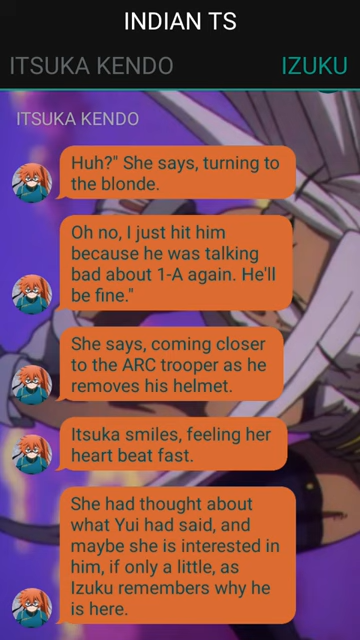 INDIAN TS
ITSUKA KENDO
IZUKU
ITSUKA KENDO
Huh?" She says, turning to
the blonde.
Oh no, I just hit him
because he was talking
bad about 1-A again. He'll
be fine."
She says, coming closer
to the ARC trooper as he
removes his helmet.
Itsuka smiles, feeling her
heart beat fast.
She had thought about
what Yui had said, and
maybe she is interested in
him, if only a little, as
Izuku remembers why he
is here.